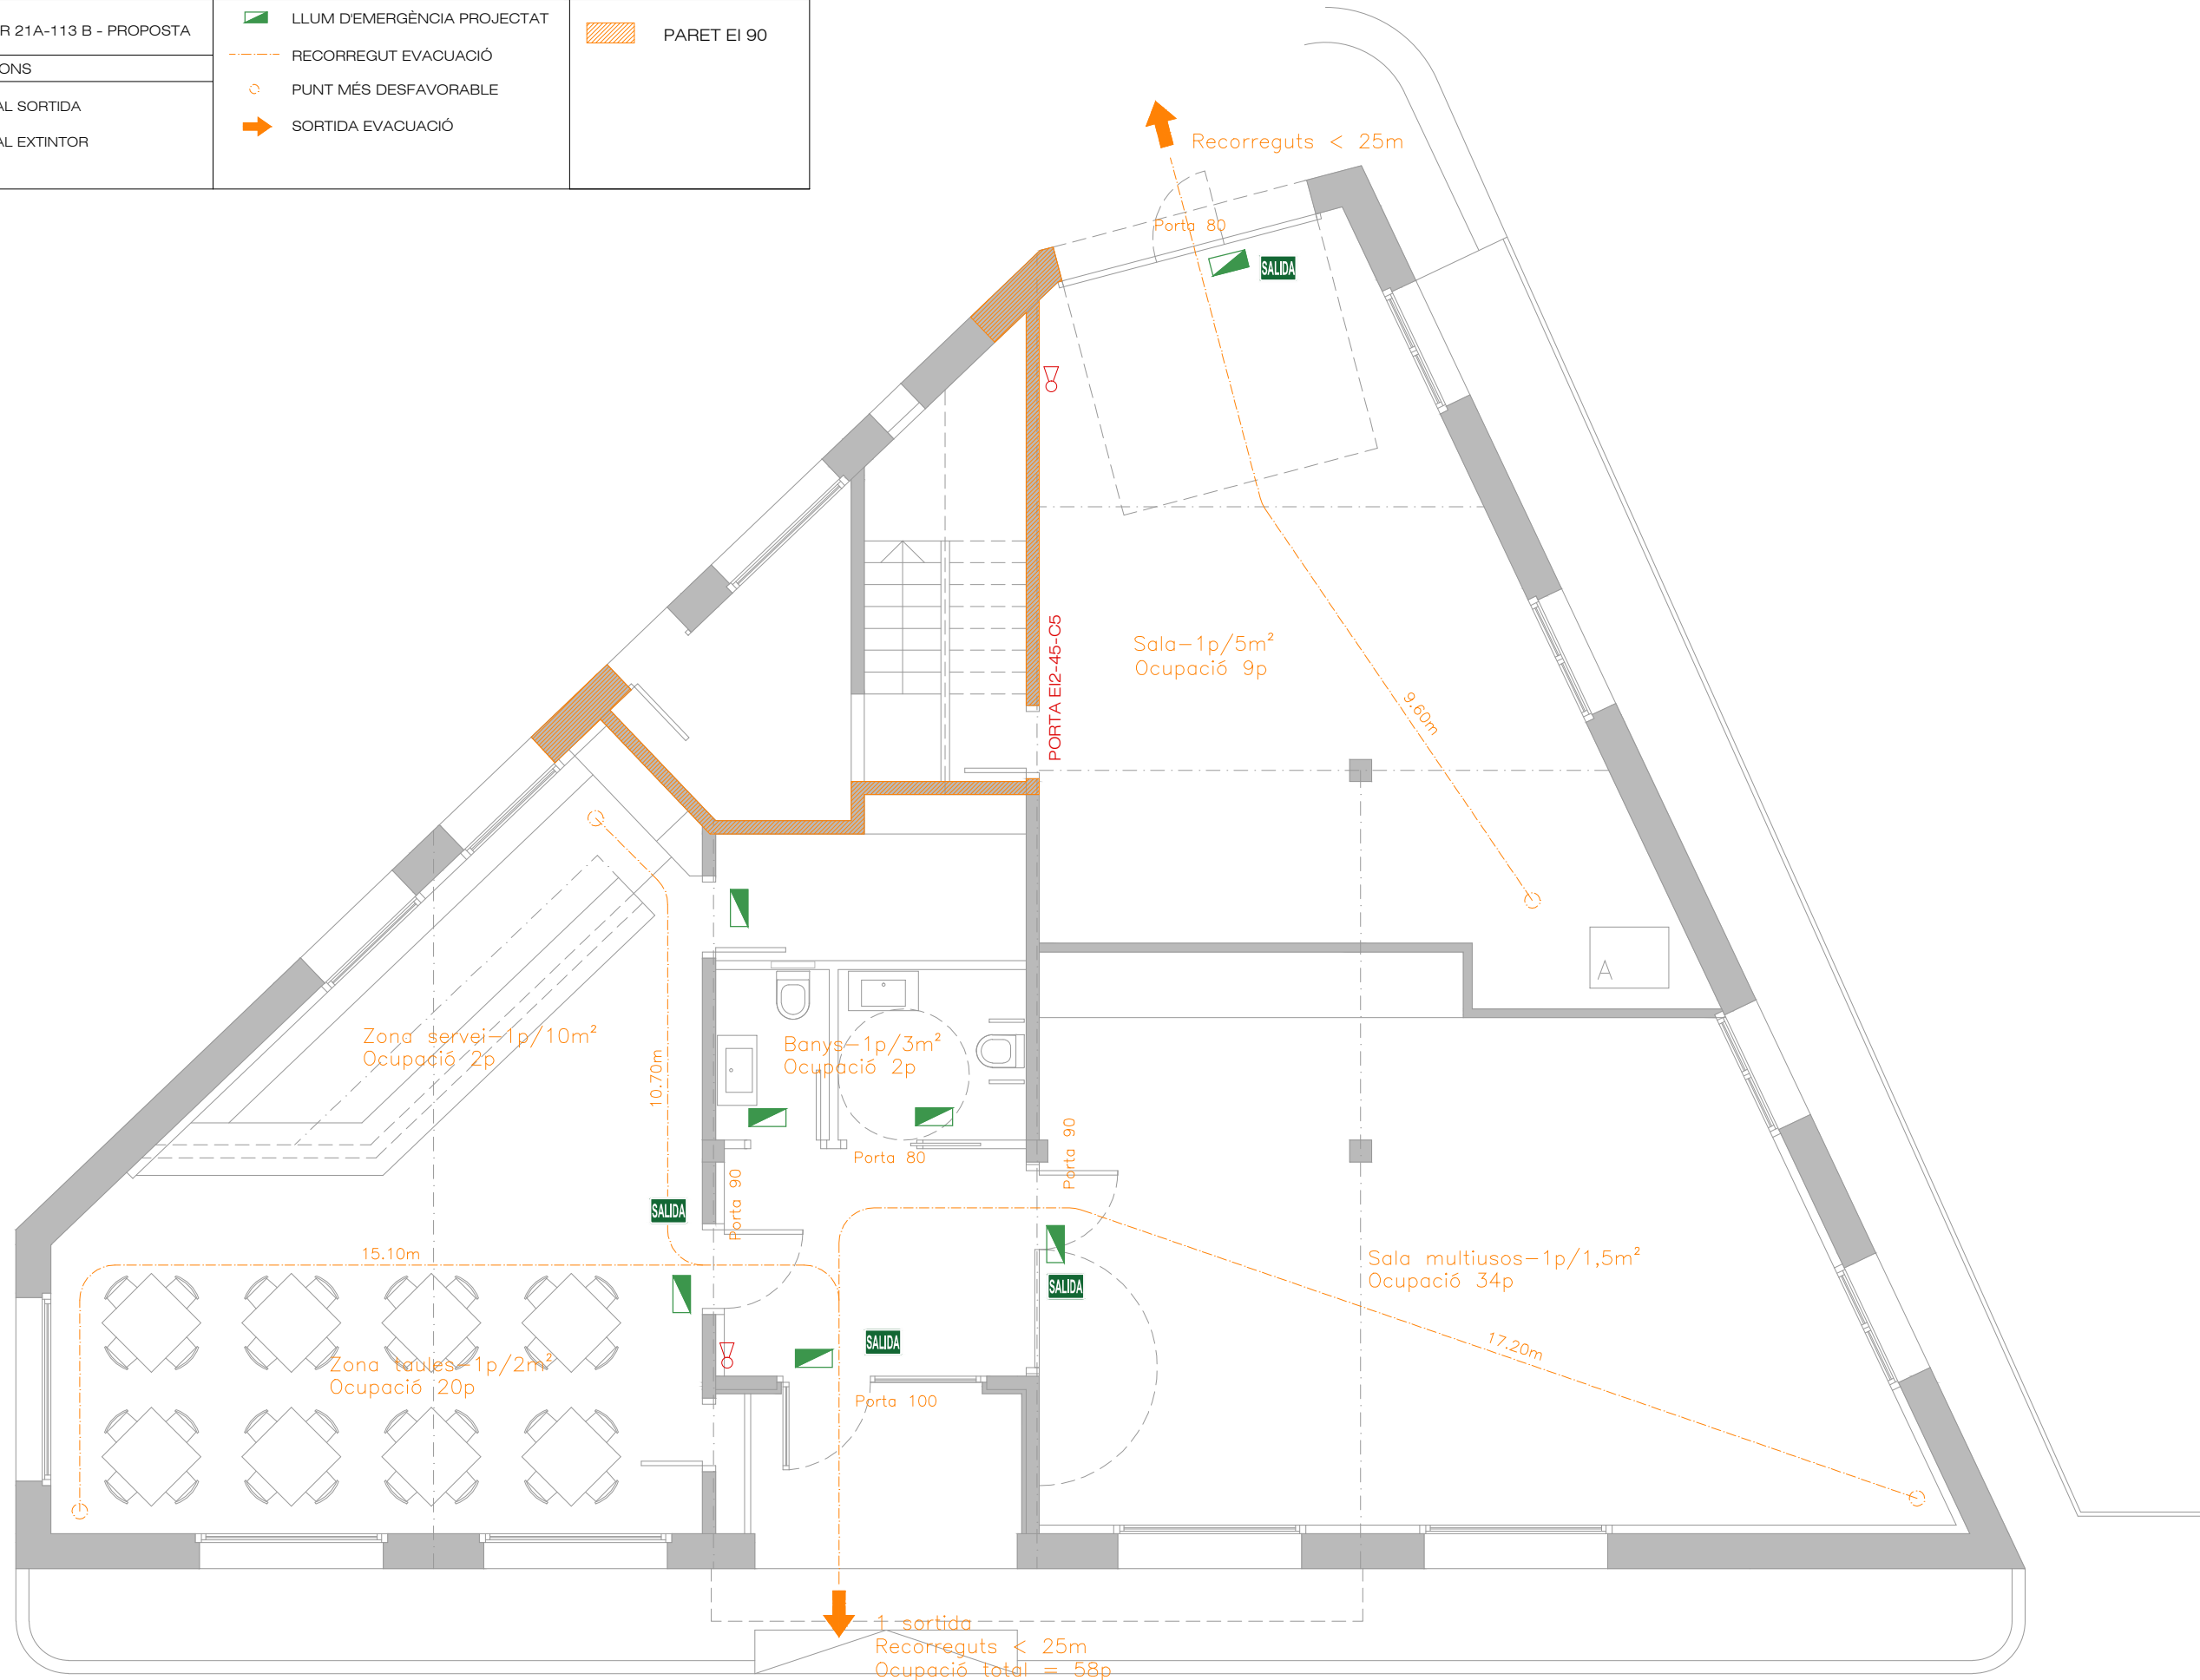 R 21A-113 B - PROPOSTA
ONS
AL SORTIDA
AL EXTINTOR
LLUM D'EMERGÈNCIA PROJECTAT
RECORREGUT EVACUACIÓ
PUNT MÉS DESFAVORABLE
SORTIDA EVACUACIÓ
PARET EI 90
Recorreguts < 25m
Porta 80
SALIDA
PORTA EI2-45-C5
Sala-1p/5m²
Ocupació 9p
9.60m
A
Zona servei-1p/10m²
Ocupació 2p
10.70m
Banys-1p/3m²
Ocupació 2p
Porta 80
Porta 90
Porta 90
SALIDA
15.10m
SALIDA
Sala multiusos-1p/1,5m²
Ocupació 34p
17.20m
SALIDA
Zona taules-1p/2m²
Ocupació 20p
Porta 100
1 sortida
Recorreguts < 25m
Ocupació total = 58p